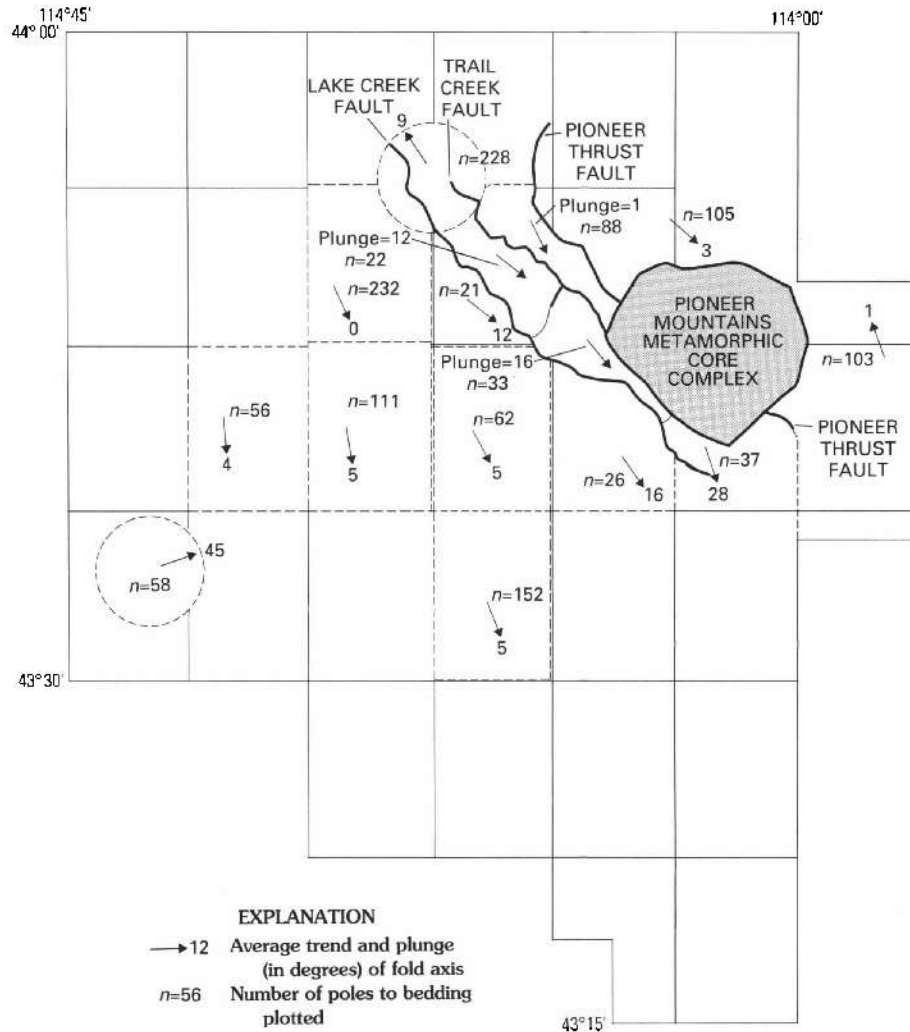 114°45'
114°00'
44°00'
LAKE CREEK
FAULT
TRAIL
CREEK
FAULT
9
n=228
PIONEER
THRUST
FAULT
Plunge=1
n=88
n=105
3
Plunge=12
n=22
n=232
0
n=21
12
PIONEER
MOUNTAINS
METAMORPHIC
CORE
COMPLEX
1
n=103
Plunge=16
n=33
n=56
4
n=111
5
n=62
5
n=26
16
n=37
28
PIONEER
THRUST
FAULT
45
n=58
n=152
5
43°30'
EXPLANATION
12 Average trend and plunge
(in degrees) of fold axis
n=56 Number of poles to bedding
plotted
43°15'